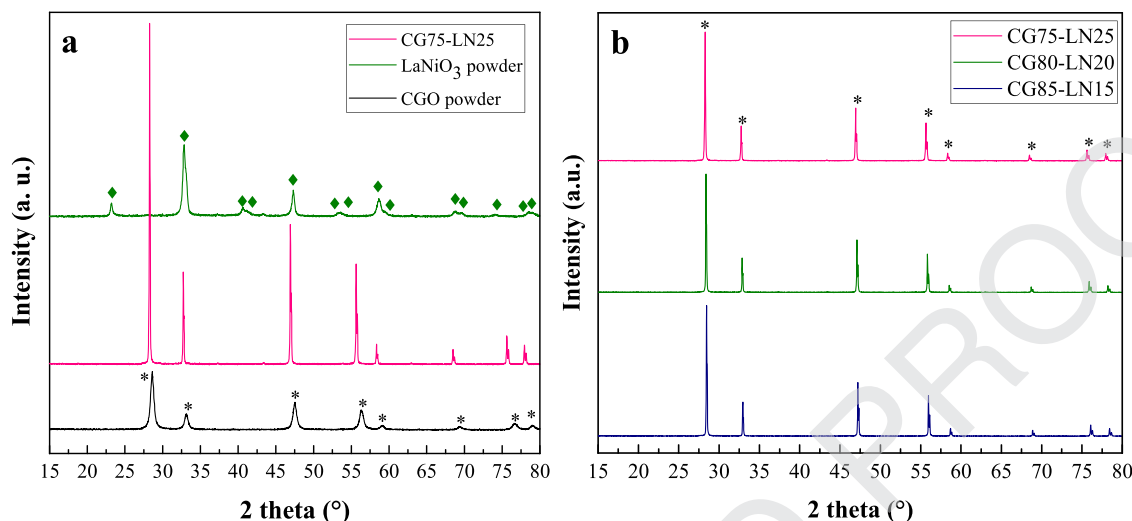 a
CG75-LN25
LaNiO3 powder
CGO powder
Intensity (a. u.)
15 20 25 30 35 40 45 50 55 60 65 70 75 80
2 theta (°)
b
CG75-LN25
CG80-LN20
CG85-LN15
Intensity (a.u.)
15 20 25 30 35 40 45 50 55 60 65 70 75 80
2 theta (°)
PROO